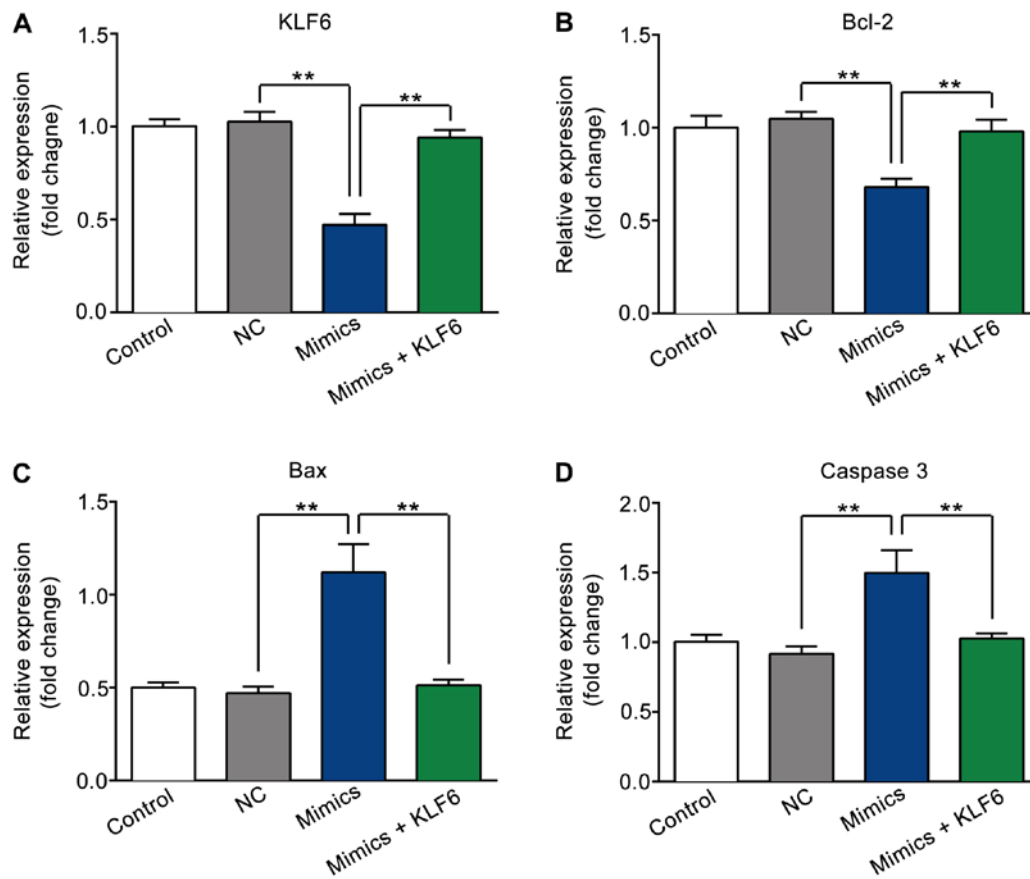 A
KLF6
Relative expression
(fold chagne)
1.5
1.0
0.5
0.0
**
**
Control
NC
Mimics
Mimics + KLF6
B
Bcl-2
Relative expression
(fold change)
1.5
1.0
0.5
0.0
**
**
Control
NC
Mimics
Mimics + KLF6
C
Bax
Relative expression
(fold change)
1.5
1.0
0.5
0.0
**
**
Control
NC
Mimics
Mimics + KLF6
D
Caspase 3
Relative expression
(fold change)
2.0
1.5
1.0
0.5
0.0
**
**
Control
NC
Mimics
Mimics + KLF6